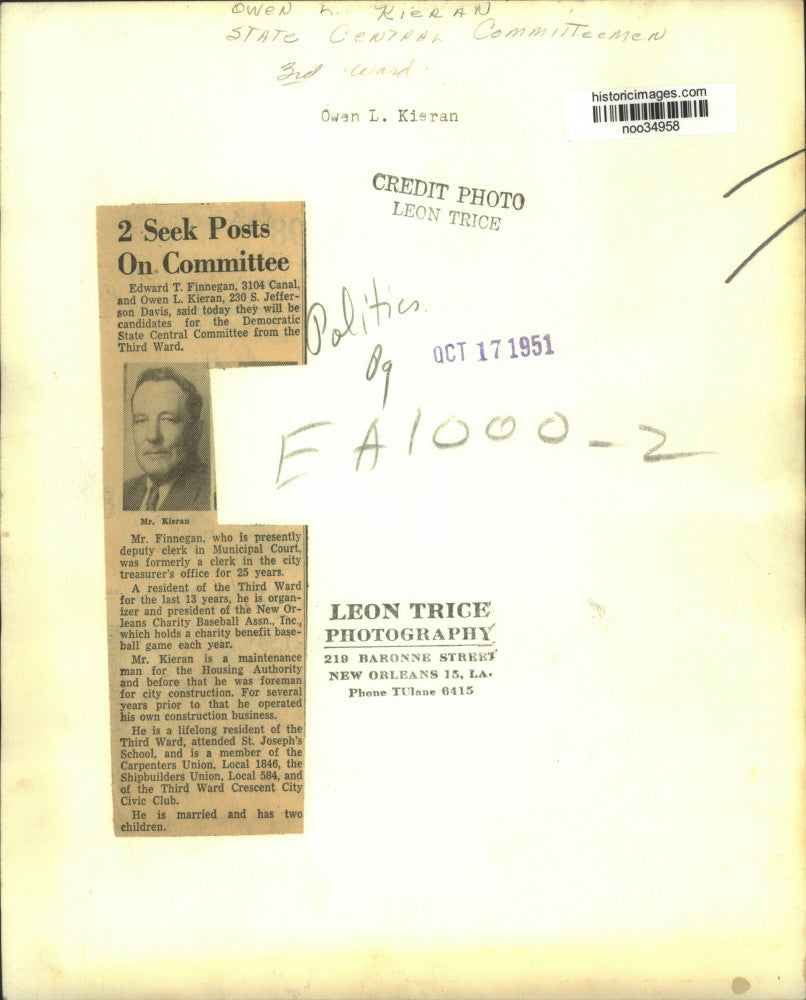 OWEN L. KIERAN
STATE CENTRAL COMMITTEEMEN
3rd ward
Owen L. Kieran
historicimages.com
noo34958
CREDIT PHOTO
LEON TRICE
2 Seek Posts
On Committee
Edward T. Finnegan, 3104 Canal,
and Owen L. Kieran, 230 S. Jeffer-
son Davis, said today they will be
candidates for the Democratic
State Central Committee from the
Third Ward.
Mr. Kieran
Mr. Finnegan, who is presently
deputy clerk in Municipal Court,
was formerly a clerk in the city
treasurer's office for 25 years.
A resident of the Third Ward
for the last 13 years, he is organ-
izer and president of the New Or-
leans Charity Baseball Assn., Inc.,
which holds a charity benefit base-
ball game each year.
Mr. Kieran is a maintenance
man for the Housing Authority
and before that he was foreman
for city construction. For several
years prior to that he operated
his own construction business.
He is a lifelong resident of the
Third Ward, attended St. Joseph's
School, and is a member of the
Carpenters Union, Local 1846, the
Shipbuilders Union, Local 584, and
of the Third Ward Crescent City
Civic Club.
He is married and has two
children.
Politics
Pg
OCT 17 1951
EA1000-2
LEON TRICE
PHOTOGRAPHY
219 BARONNE STREET
NEW ORLEANS 15, LA.
Phone TUlane 6415